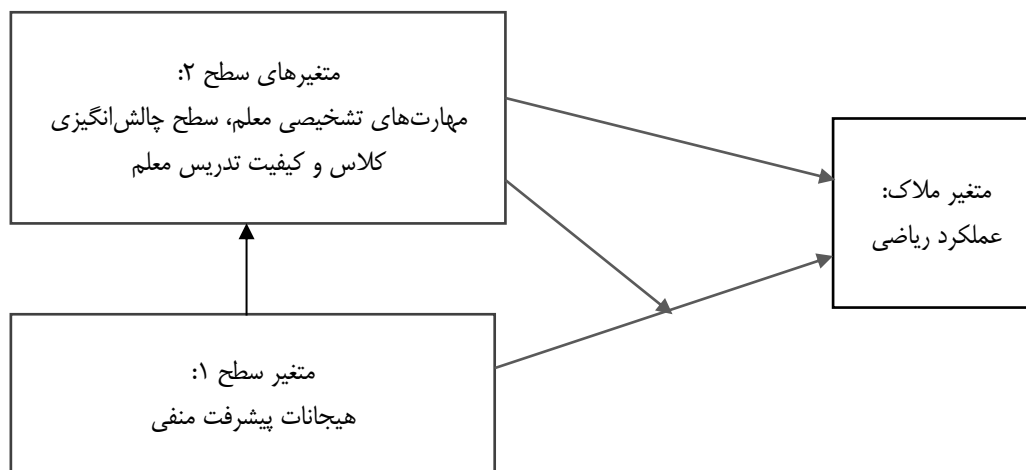 متغیرهای سطح ۲:
مهارت‌های تشخیصی معلم، سطح چالش‌انگیزی
کلاس و کیفیت تدریس معلم
متغیر ملاک:
عملکرد ریاضی
متغیر سطح ۱:
هیجانات پیشرفت منفی